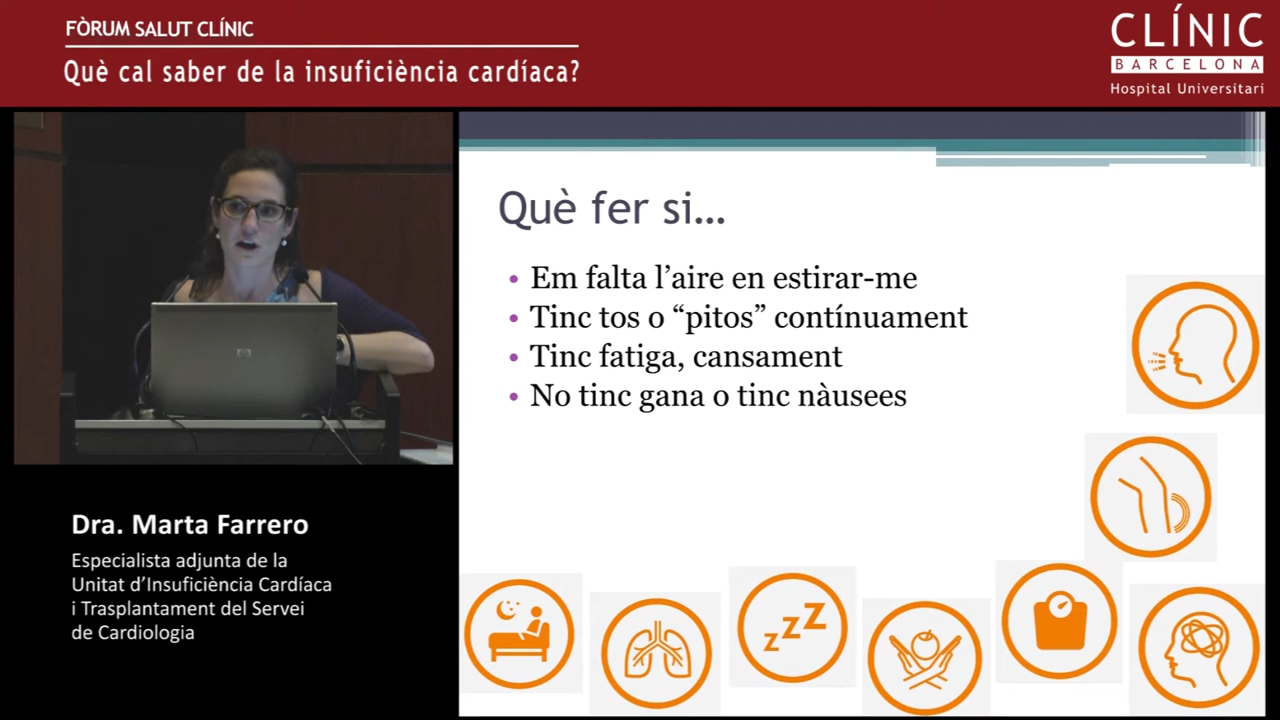 FÒRUM SALUT CLÍNIC
Què cal saber de la insuficiència cardíaca?
CLÍNIC
BARCELONA
Hospital Universitari
Què fer si...
• Em falta l’aire en estirar-me
• Tinc tos o “pitos” contínuament
• Tinc fatiga, cansament
• No tinc gana o tinc nàusees
Dra. Marta Farrero
Especialista adjunta de la
Unitat d’Insuficiència Cardíaca
i Trasplantament del Servei
de Cardiologia
zzZ